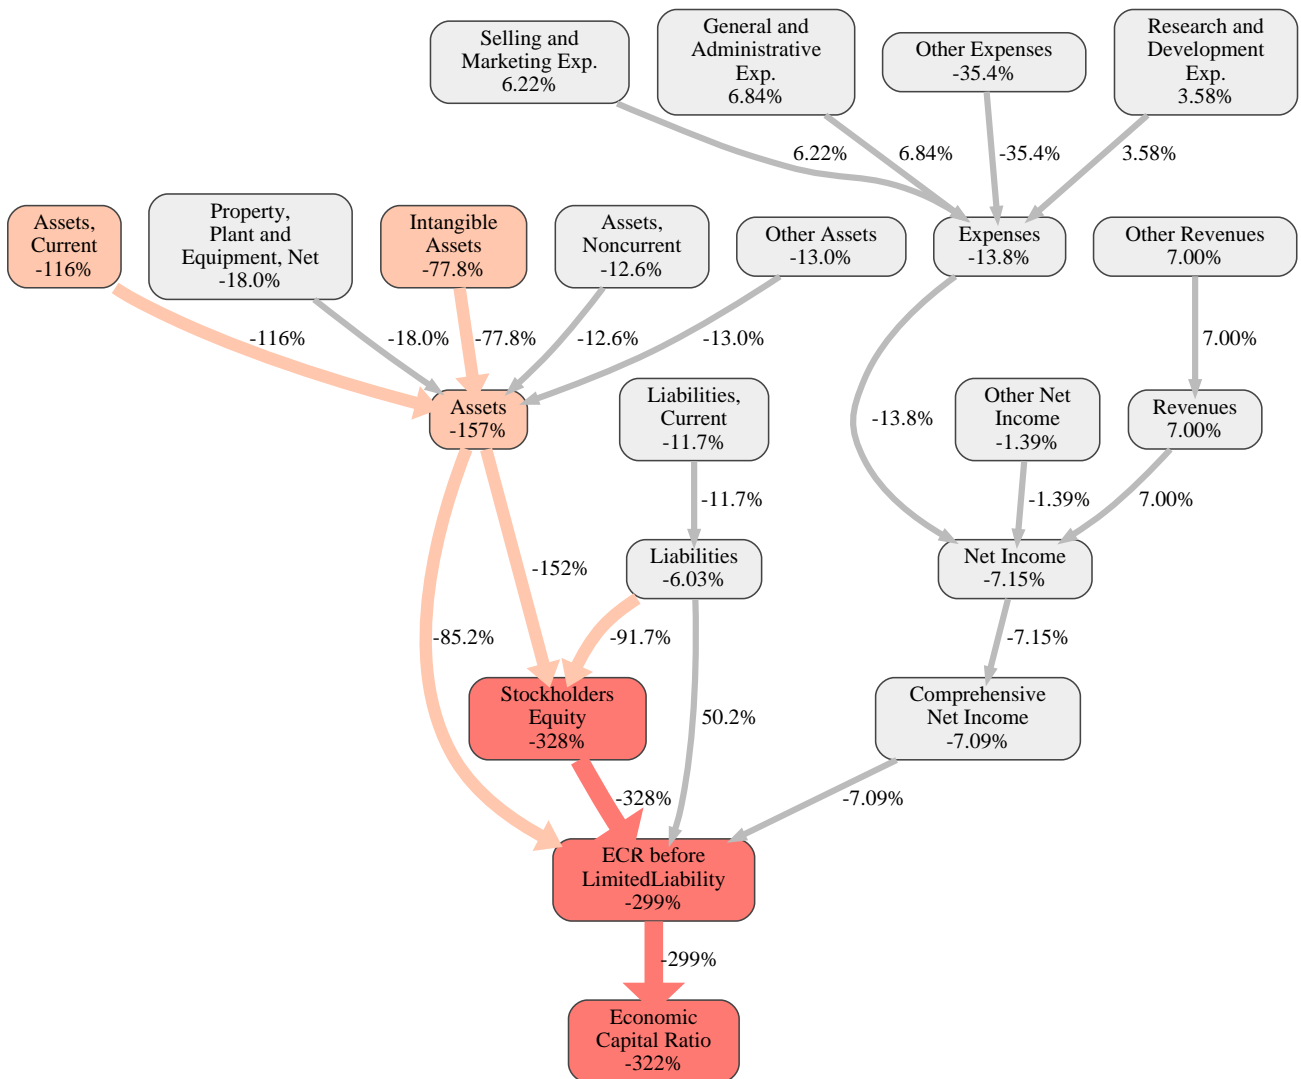 Selling and
Marketing Exp.
6.22%
General and
Administrative
Exp.
6.84%
Other Expenses
-35.4%
Research and
Development
Exp.
3.58%
6.22%
6.84%
-35.4%
3.58%
Assets,
Current
-116%
Property,
Plant and
Equipment, Net
-18.0%
Intangible
Assets
-77.8%
Assets,
Noncurrent
-12.6%
Other Assets
-13.0%
Expenses
-13.8%
Other Revenues
7.00%
-116%
-18.0%
-77.8%
-12.6%
-13.0%
7.00%
Assets
-157%
Liabilities,
Current
-11.7%
-13.8%
Other Net
Income
-1.39%
Revenues
7.00%
-11.7%
-1.39%
7.00%
-152%
Liabilities
-6.03%
Net Income
-7.15%
-85.2%
-91.7%
-7.15%
Stockholders
Equity
-328%
50.2%
Comprehensive
Net Income
-7.09%
-328%
-7.09%
ECR before
LimitedLiability
-299%
-299%
Economic
Capital Ratio
-322%